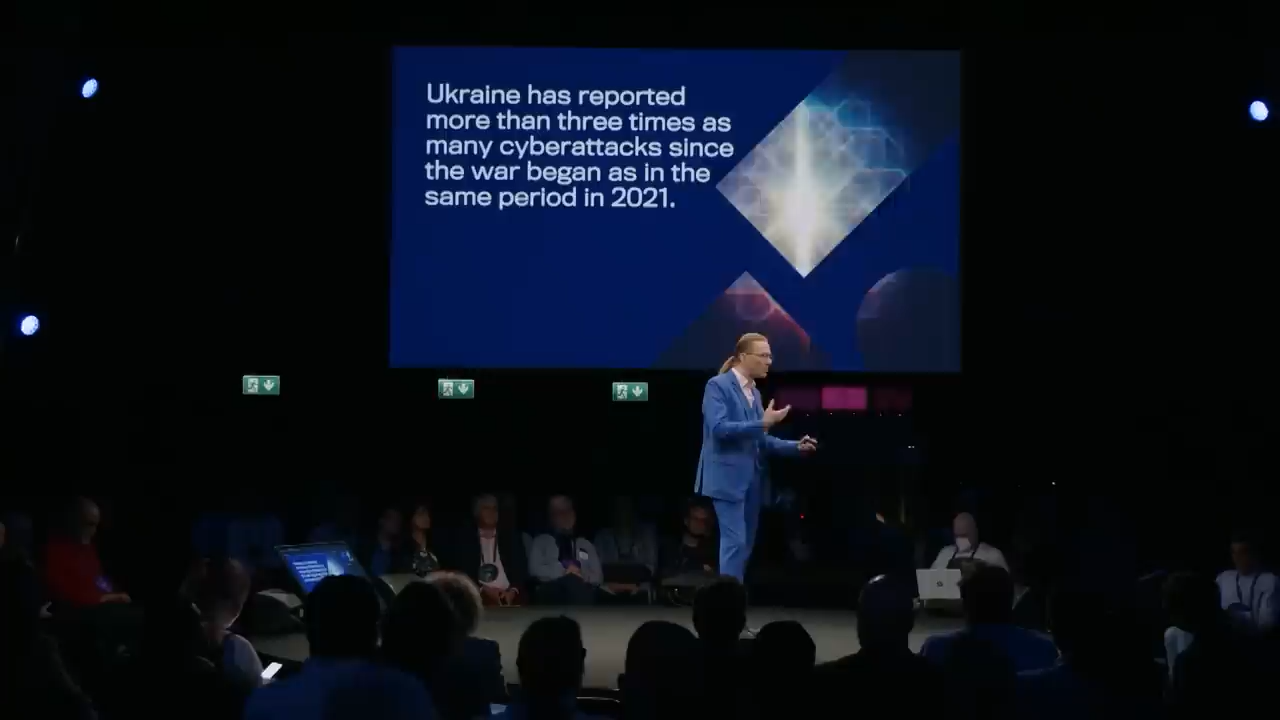 Ukraine has reported
more than three times as
many cyberattacks since
the war began as in the
same period in 2021.